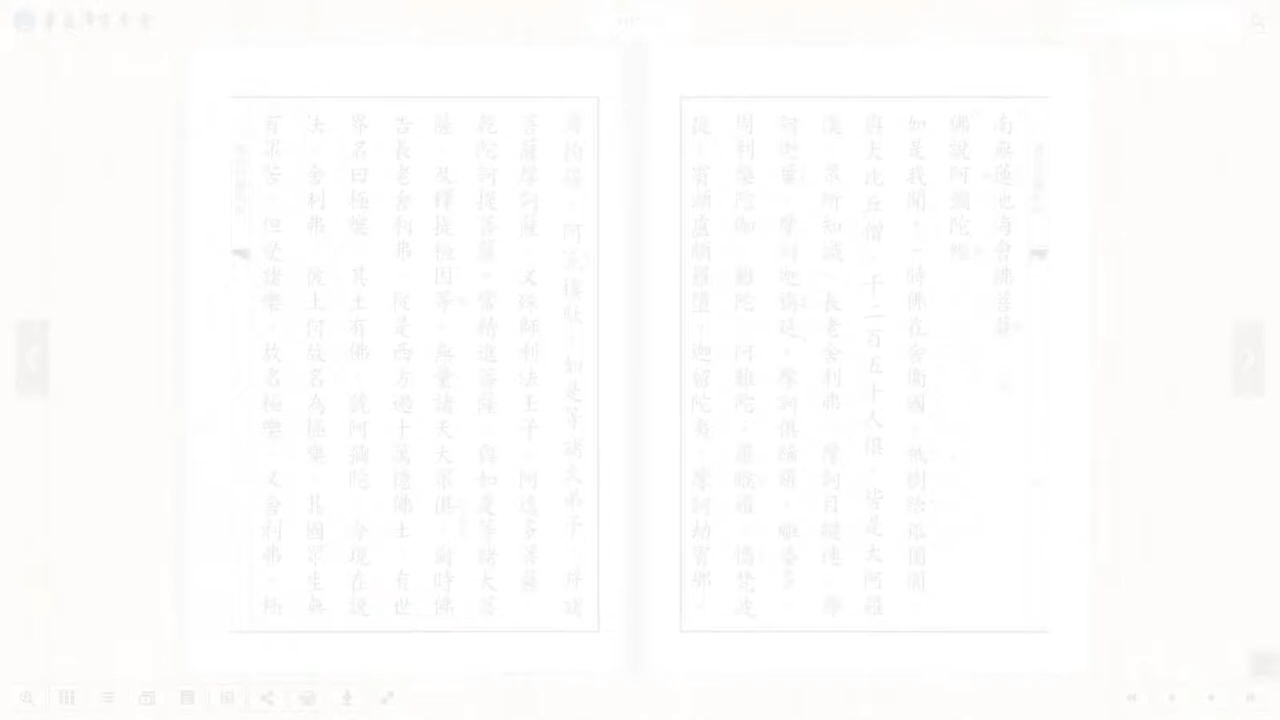 南無蓮池海會佛菩薩
佛說阿彌陀經
如是我聞。一時佛在舍衛國。祇樹給孤獨園。
與大比丘僧。千二百五十人俱。皆是大阿羅
漢。眾所知識。長老舍利弗。摩訶目犍連。摩
訶迦葉。摩訶迦旃延。摩訶俱絺羅。離婆多。
周利槃陀伽。難陀。阿難陀。羅睺羅。憍梵波
提。賓頭盧頗羅墮。迦留陀夷。摩訶劫賓那。
薄拘羅。阿㝹樓馱。如是等諸大弟子。并諸
菩薩摩訶薩。文殊師利法王子。阿逸多菩薩。
乾陀訶提菩薩。常精進菩薩。與如是等諸大菩
薩。及釋提桓因等。無量諸天大眾俱。爾時佛
告長老舍利弗。從是西方過十萬億佛土。有世
界名曰極樂。其土有佛。號阿彌陀。今現在說
法。舍利弗。彼土何故名為極樂。其國眾生無
有眾苦。但受諸樂。故名極樂。又舍利弗。極